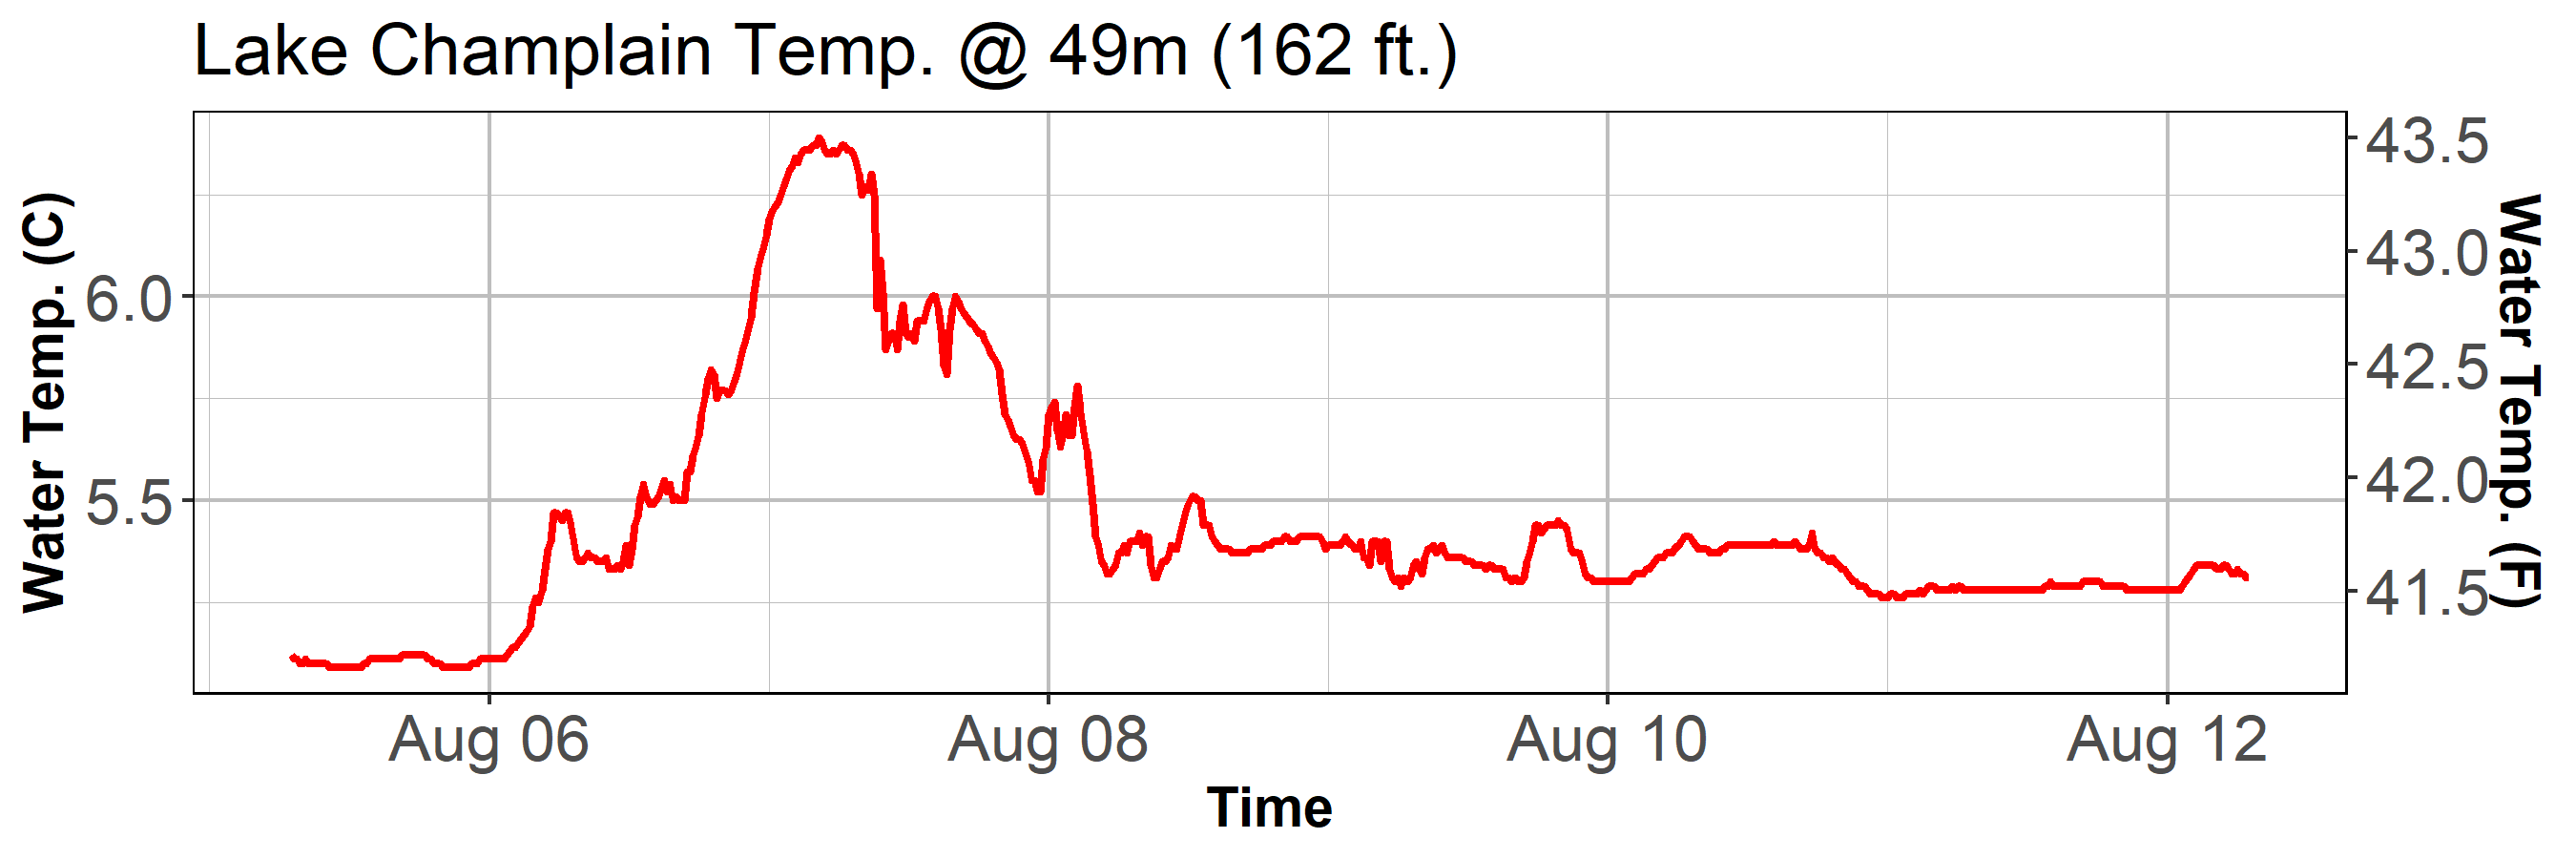 Lake Champlain Temp. @ 49m (162 ft.)
Water Temp. (C)
6.0
5.5
43.5
43.0
42.5
42.0
41.5
Water Temp. (F)
Aug 06 Aug 08 Aug 10 Aug 12
Time